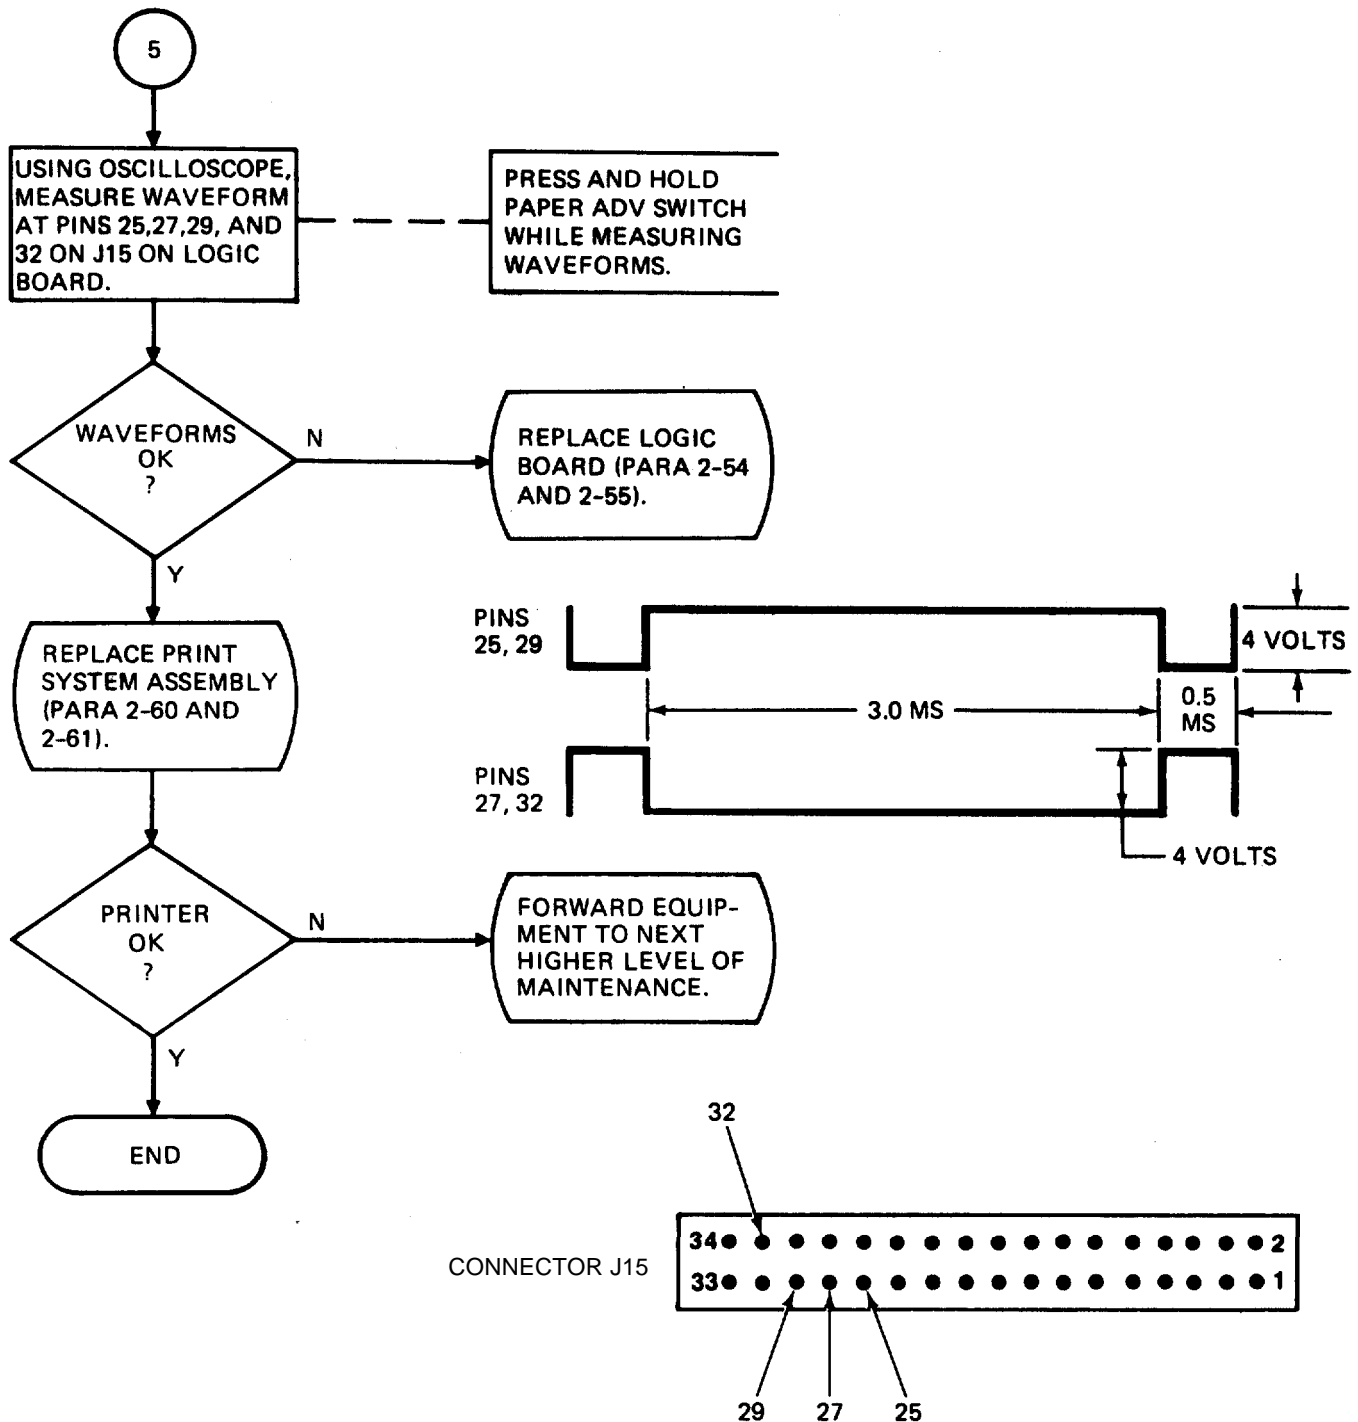 5
USING OSCILLOSCOPE,
MEASURE WAVEFORM
AT PINS 25,27,29, AND
32 ON J15 ON LOGIC
BOARD.
PRESS AND HOLD
PAPER ADV SWITCH
WHILE MEASURING
WAVEFORMS.
WAVEFORMS
OK
?
N
REPLACE LOGIC
BOARD (PARA 2-54
AND 2-55).
Y
REPLACE PRINT
SYSTEM ASSEMBLY
(PARA 2-60 AND
2-61).
PINS
25, 29
4 VOLTS
3.0 MS
0.5
MS
PINS
27, 32
4 VOLTS
PRINTER
OK
?
N
FORWARD EQUIP-
MENT TO NEXT
HIGHER LEVEL OF
MAINTENANCE.
Y
END
32
CONNECTOR J15
34 2
33 1
29 27 25